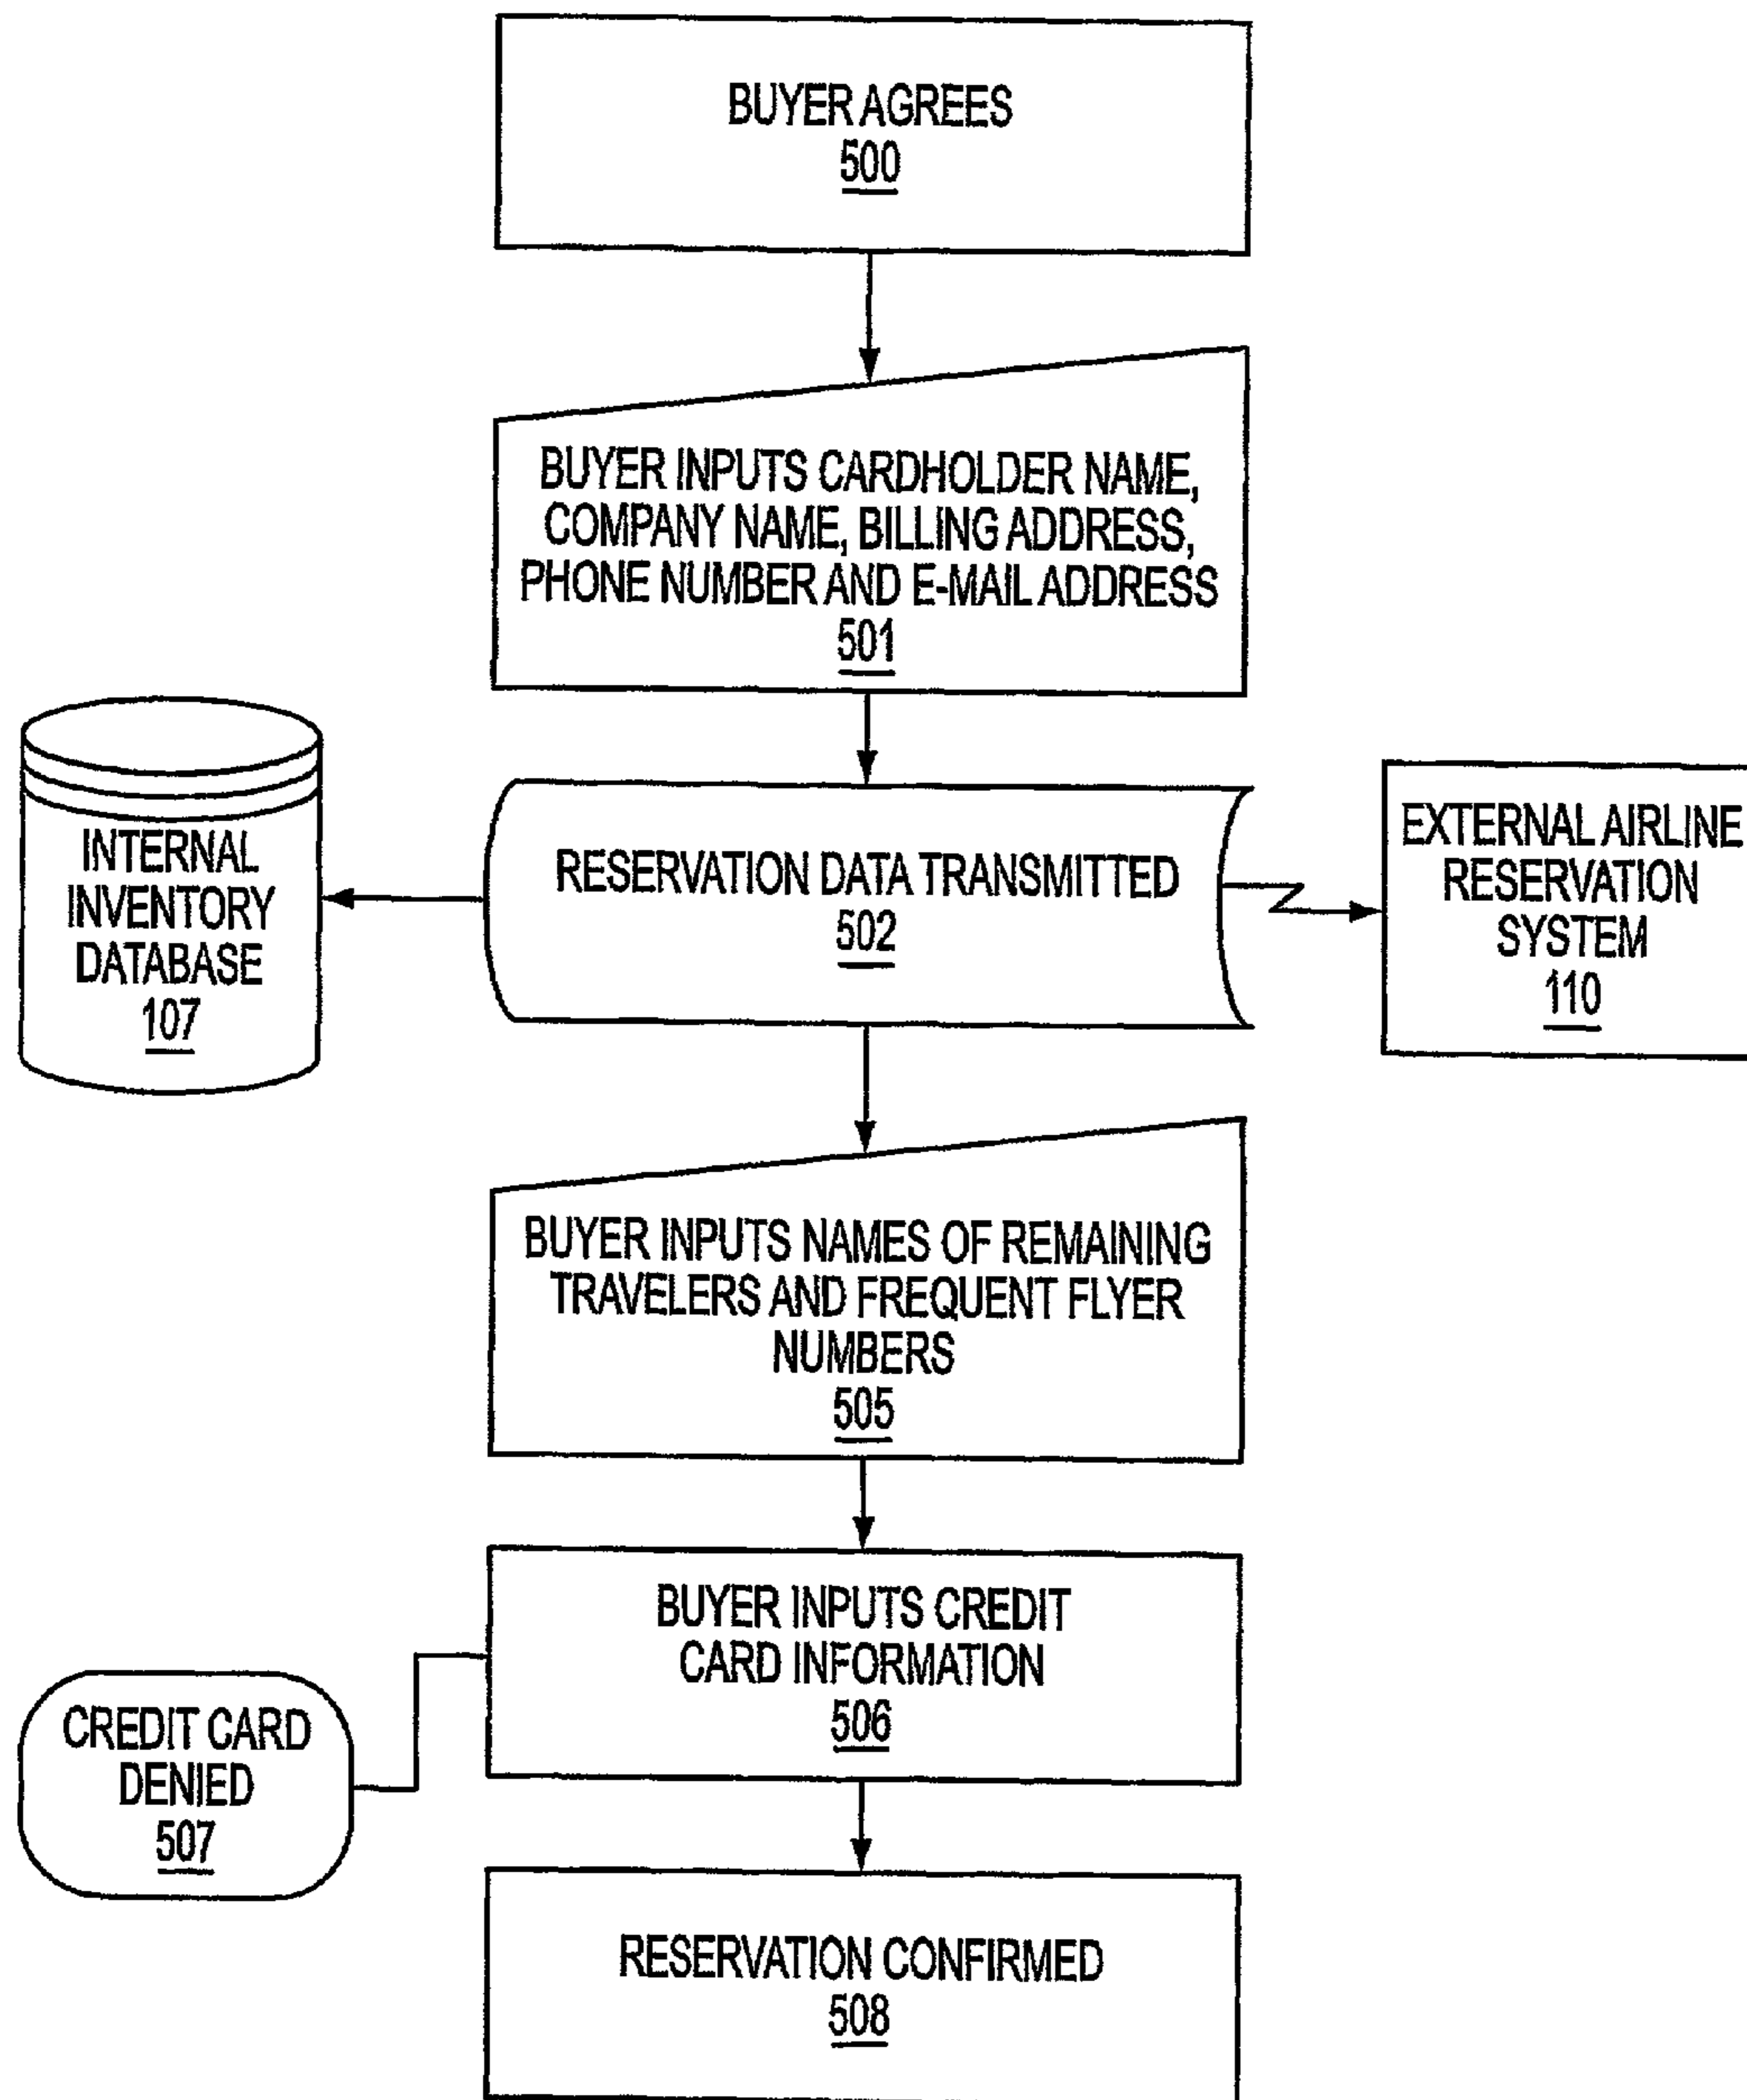 BUYER AGREES
500
BUYER INPUTS CARDHOLDER NAME,
COMPANY NAME, BILLING ADDRESS,
PHONE NUMBER AND E-MAIL ADDRESS
501
INTERNAL
INVENTORY
DATABASE
107
RESERVATION DATA TRANSMITTED
502
EXTERNAL AIRLINE
RESERVATION
SYSTEM
110
BUYER INPUTS NAMES OF REMAINING
TRAVELERS AND FREQUENT FLYER
NUMBERS
505
BUYER INPUTS CREDIT
CARD INFORMATION
506
CREDIT CARD
DENIED
507
RESERVATION CONFIRMED
508